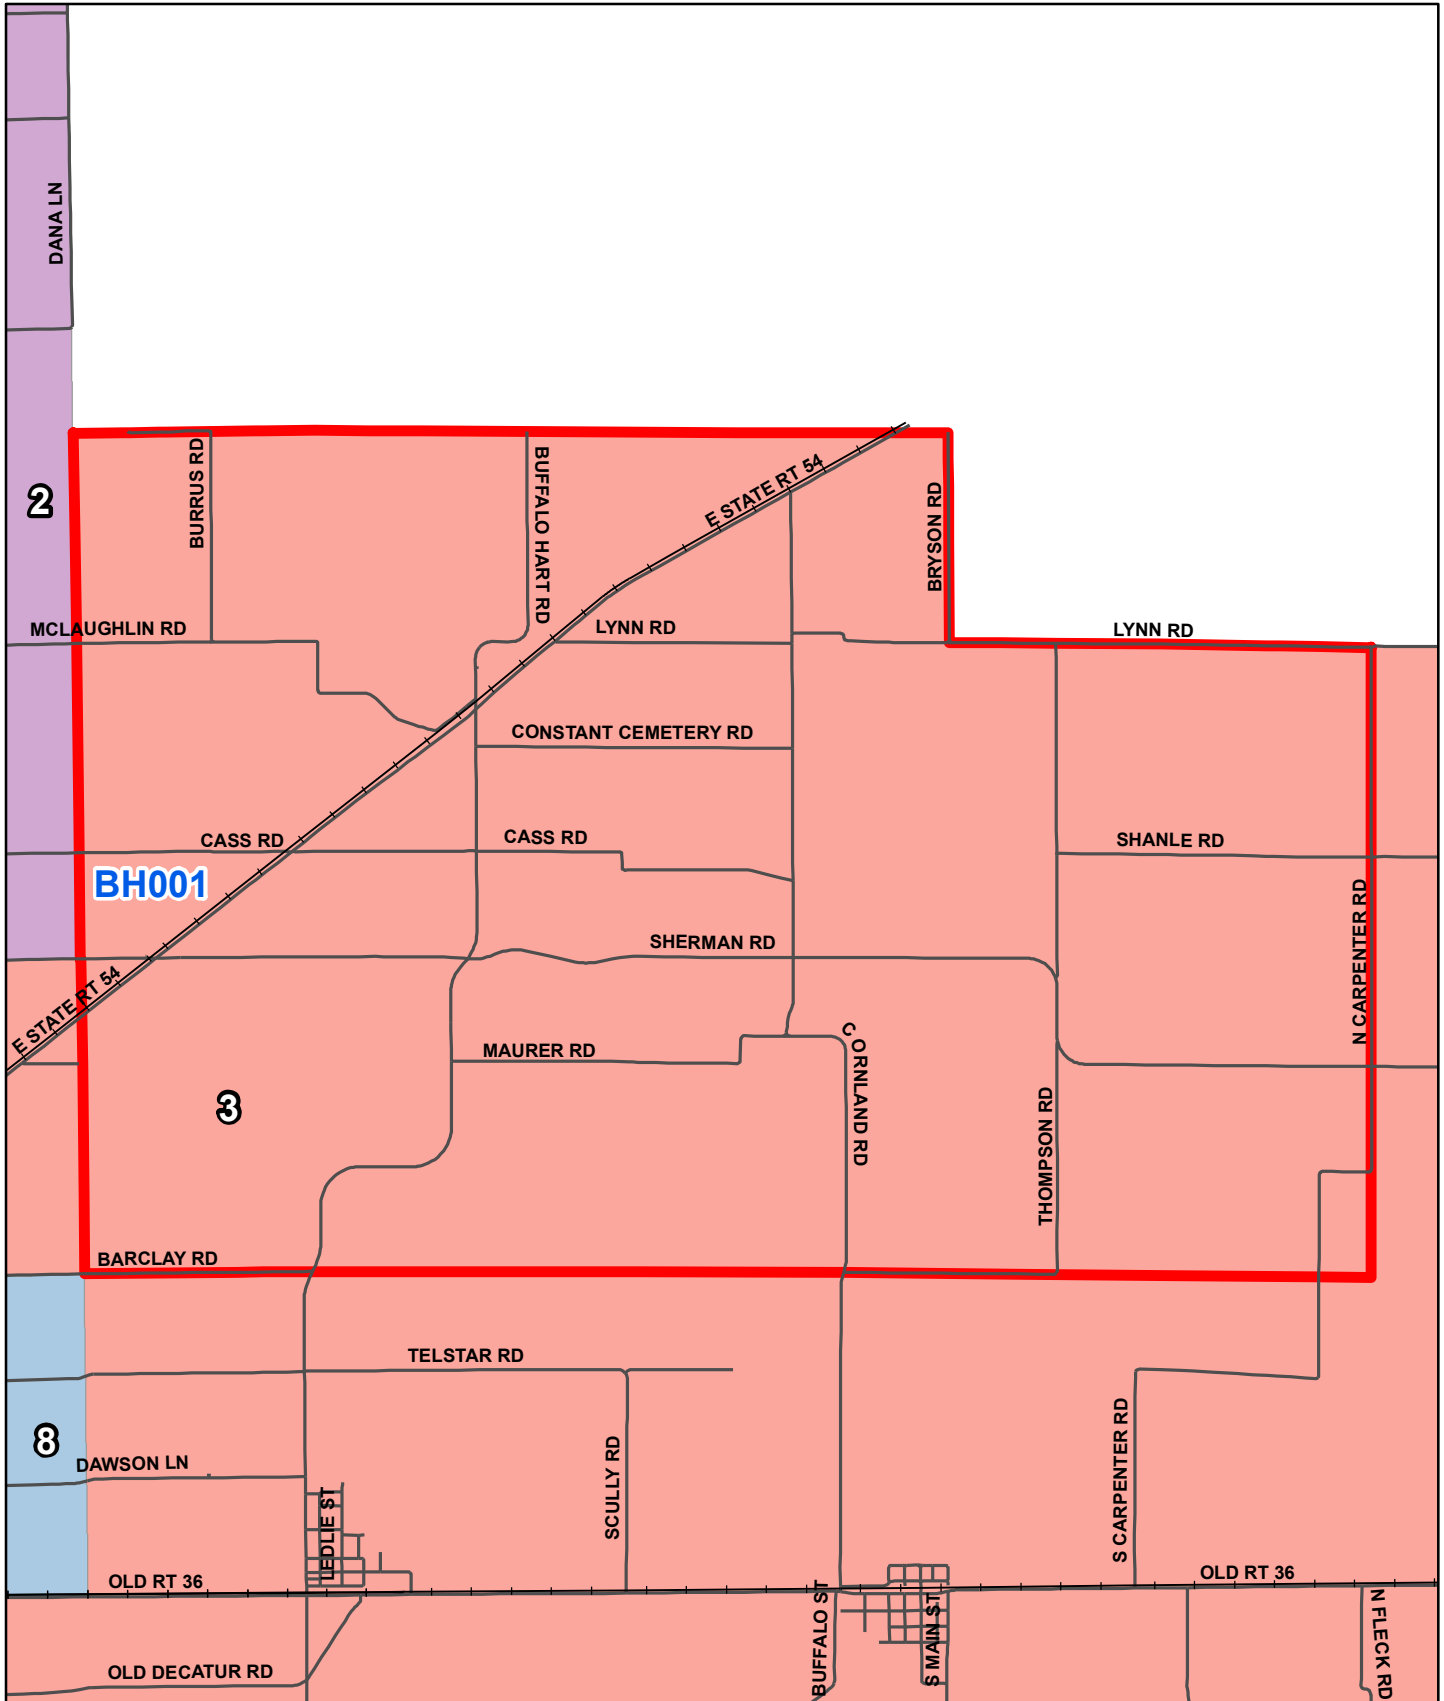 DANA LN
2
BURRUS RD
BUFFALO HART RD
E STATE RT 54
BRYSON RD
MCLAUGHLIN RD
LYNN RD
LYNN RD
CONSTANT CEMETERY RD
CASS RD
CASS RD
SHANLE RD
BH001
N CARPENTER RD
SHERMAN RD
E STATE RT 54
MAURER RD
CORNLAND RD
3
THOMPSON RD
BARCLAY RD
TELSTAR RD
8
DAWSON LN
SCULLY RD
S CARPENTER RD
LEDLIE ST
OLD RT 36
OLD RT 36
BUFFALO ST
S MAIN ST
N FLECK RD
OLD DECATUR RD